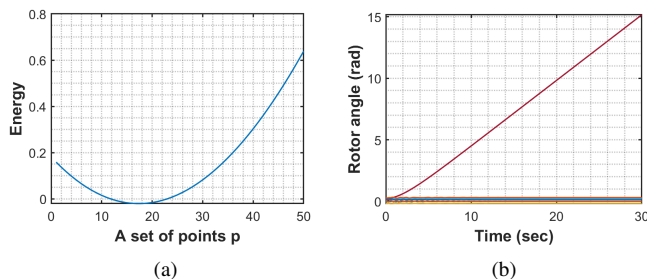 0.8
0.6
0.4
0.2
0
0 10 20 30 40 50
Energy
A set of points p
(a)
15
10
5
0
0 10 20 30
Rotor angle (rad)
Time (sec)
(b)